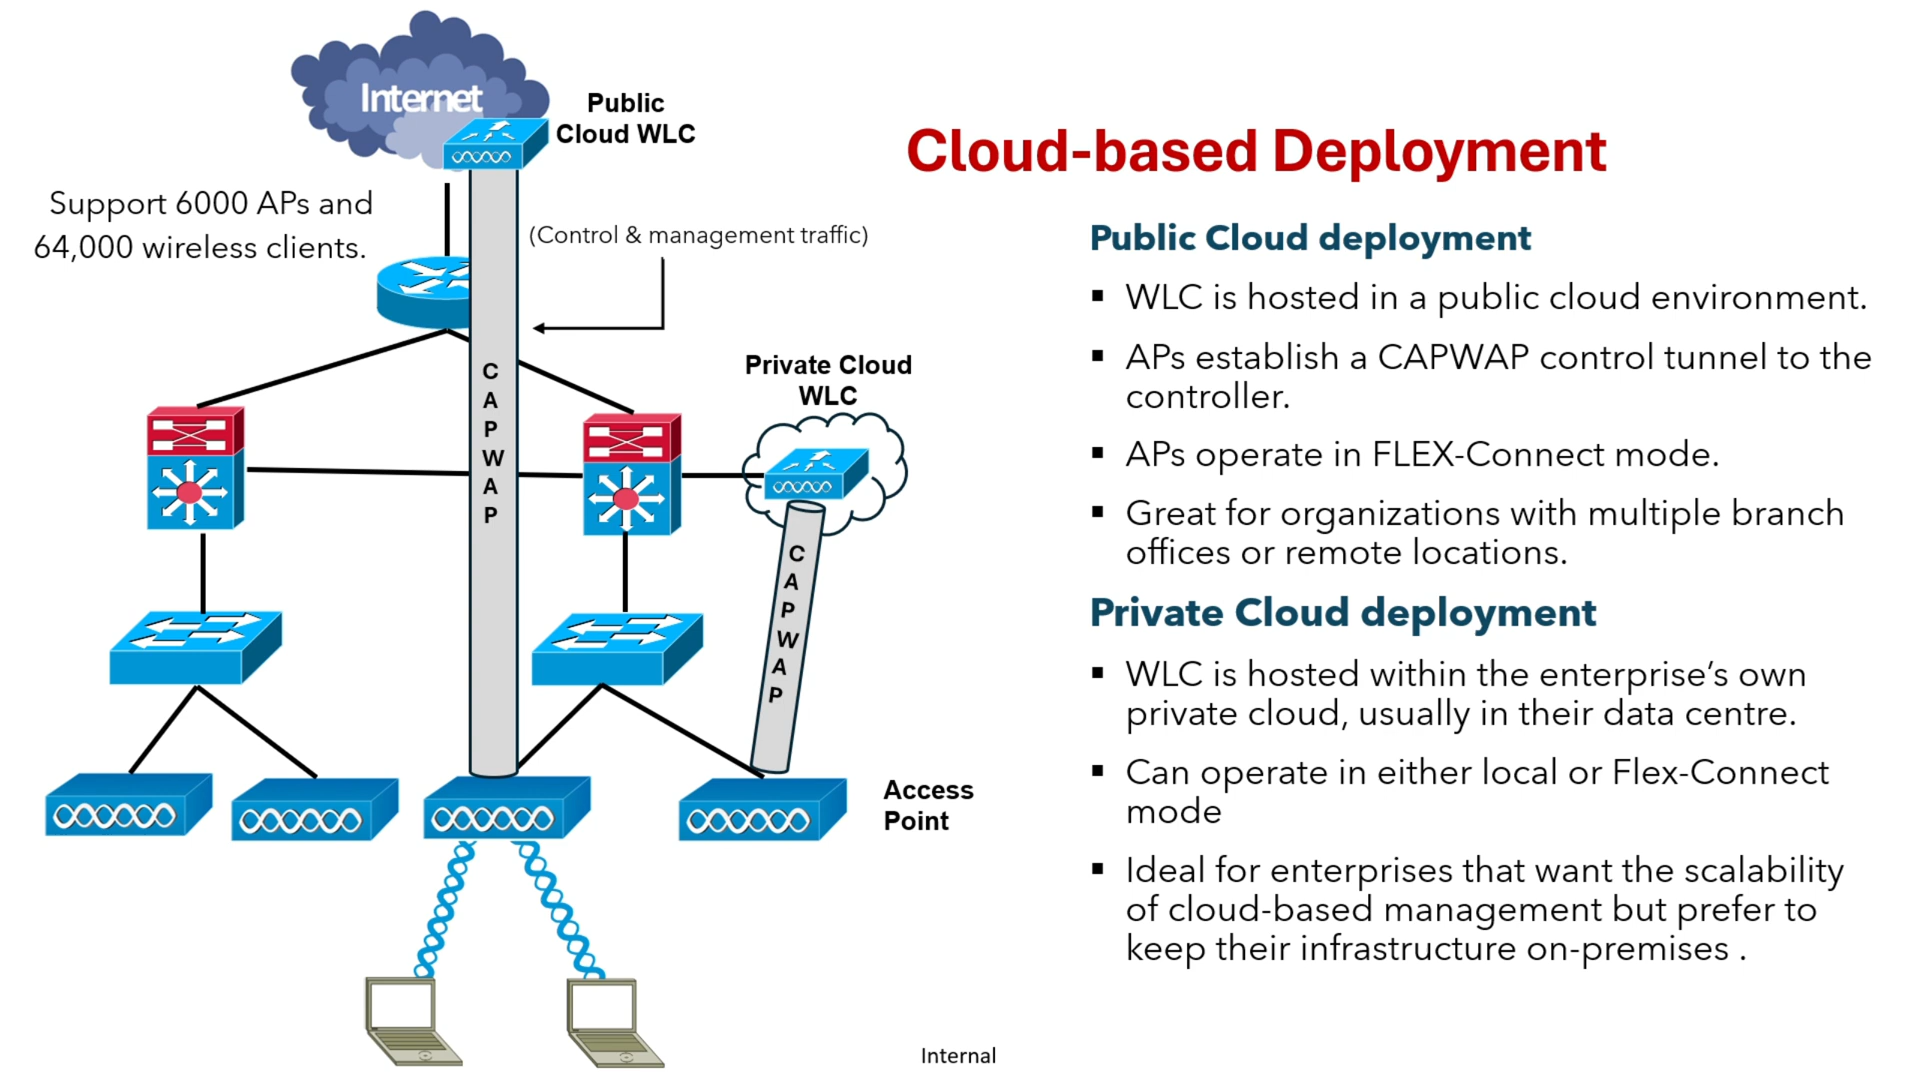 Internet
Public
Cloud WLC
Cloud-based Deployment
Support 6000 APs and
64,000 wireless clients.
(Control & management traffic)
CAPWAP
Private Cloud
WLC
CAPWAP
Access
Point
Public Cloud deployment
▪ WLC is hosted in a public cloud environment.
▪ APs establish a CAPWAP control tunnel to the
controller.
▪ APs operate in FLEX-Connect mode.
▪ Great for organizations with multiple branch
offices or remote locations.
Private Cloud deployment
▪ WLC is hosted within the enterprise’s own
private cloud, usually in their data centre.
▪ Can operate in either local or Flex-Connect
mode
▪ Ideal for enterprises that want the scalability
of cloud-based management but prefer to
keep their infrastructure on-premises .
Internal